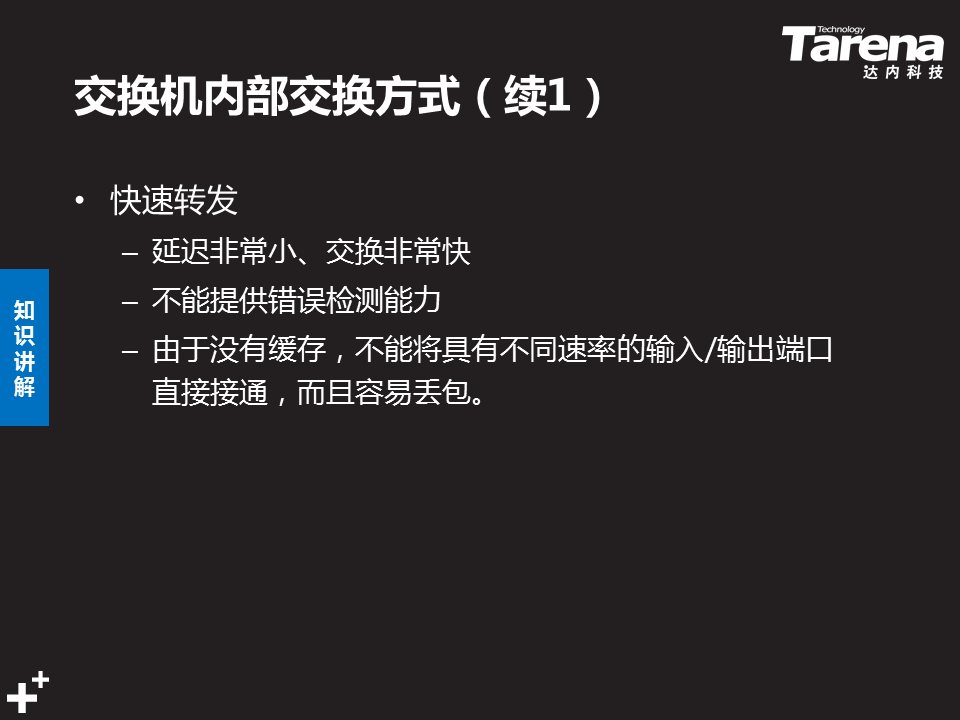 Technology
Tarena
达内科技
交换机内部交换方式（续1）
• 快速转发
– 延迟非常小、交换非常快
– 不能提供错误检测能力
– 由于没有缓存，不能将具有不同速率的输入/输出端口
直接接通，而且容易丢包。
知
识
讲
解